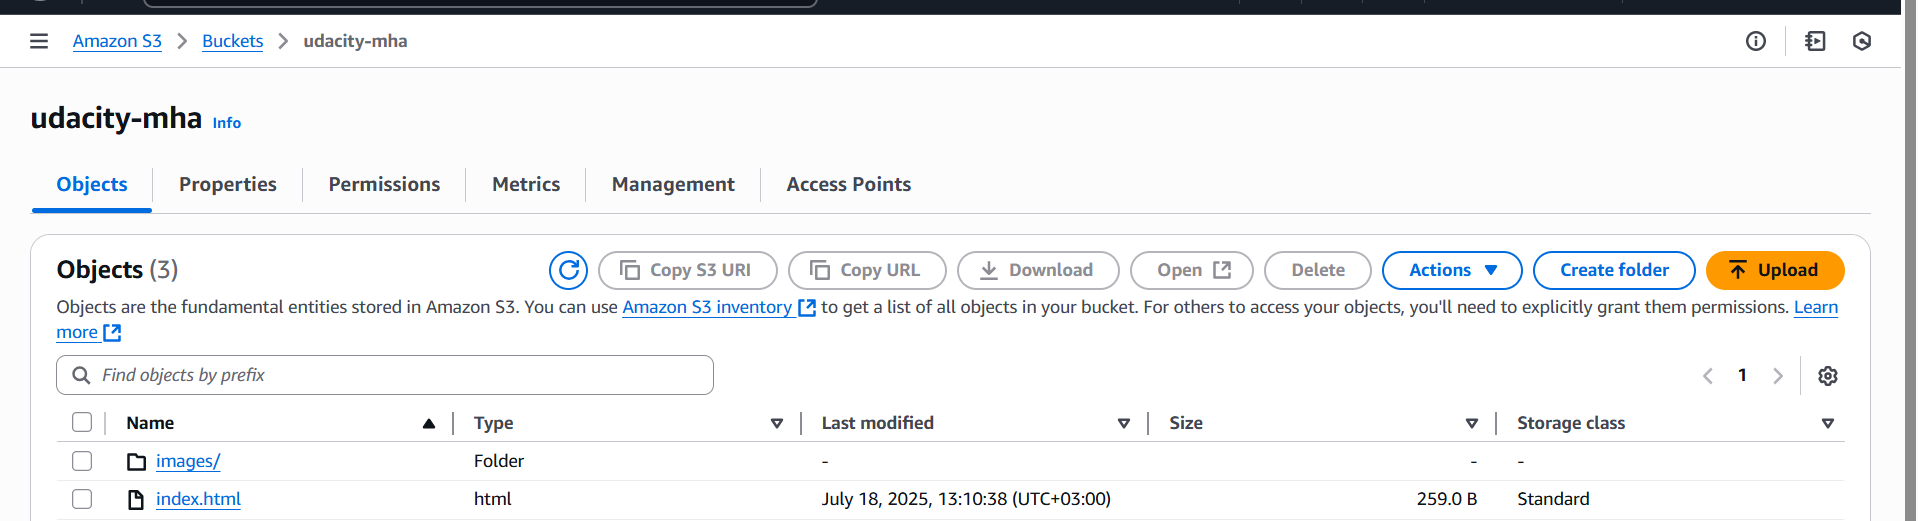 Amazon S3 > Buckets > udacity-mha
udacity-mha Info
Objects Properties Permissions Metrics Management Access Points
Objects (3) Copy S3 URI Copy URL Download Open Delete Actions Create folder Upload
Objects are the fundamental entities stored in Amazon S3. You can use Amazon S3 inventory to get a list of all objects in your bucket. For others to access your objects, you'll need to explicitly grant them permissions. Learn
more
Find objects by prefix 1
Name Type Last modified Size Storage class
images/ Folder - - -
index.html html July 18, 2025, 13:10:38 (UTC+03:00) 259.0 B Standard